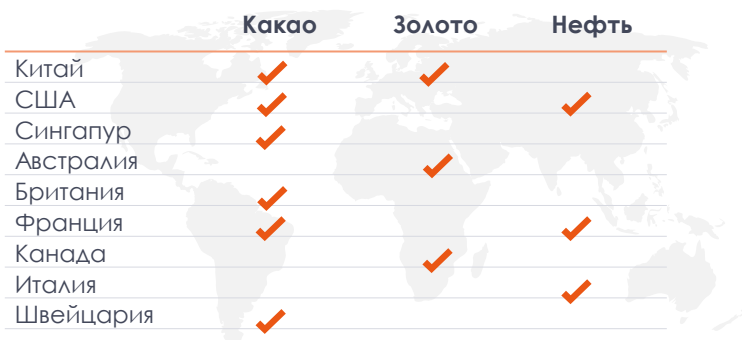 Какао Золото Нефть
Китай ✓ ✓
США ✓ ✓
Сингапур ✓
Австралия ✓
Британия ✓
Франция ✓ ✓
Канада ✓
Италия ✓
Швейцария ✓